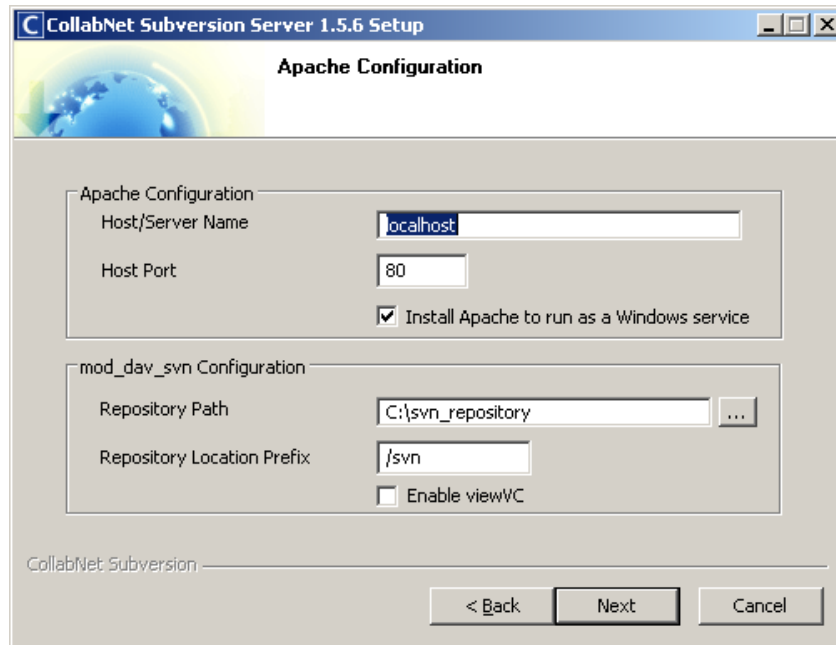 C CollabNet Subversion Server 1.5.6 Setup
Apache Configuration
Apache Configuration
Host/Server Name localhost
Host Port 80
Install Apache to run as a Windows service
mod_dav_svn Configuration
Repository Path C:\svn_repository ...
Repository Location Prefix /svn
Enable viewVC
CollabNet Subversion
< Back Next Cancel